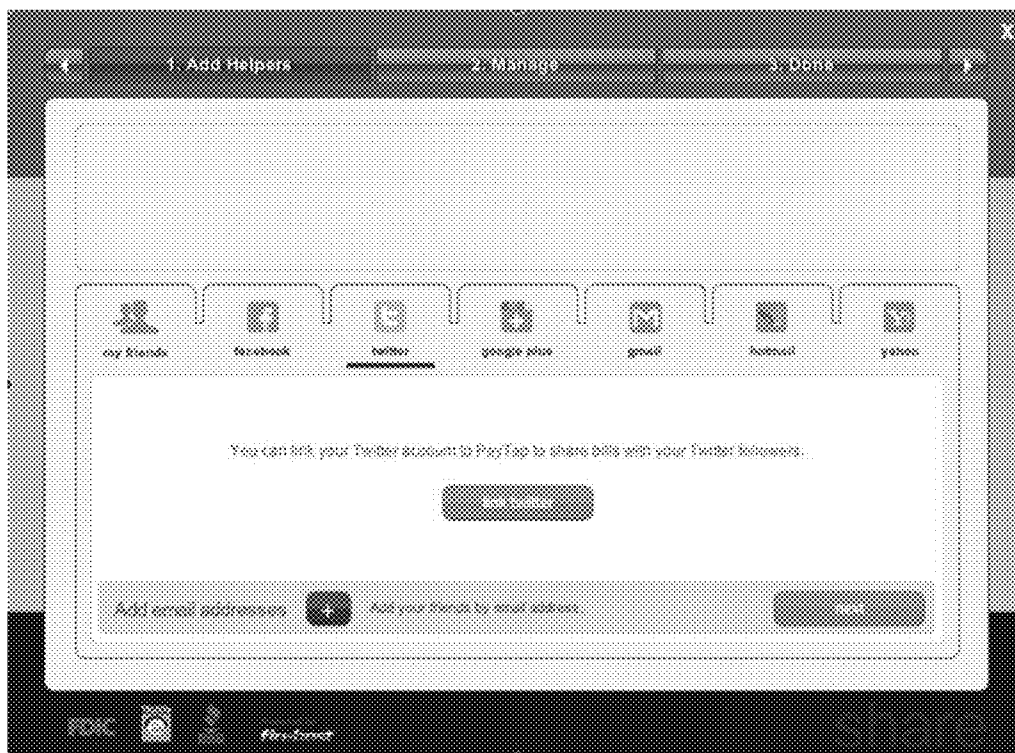 X
1. Add Helpers 2. Manage 3. Done
my friends facebook twitter google plus gmail hotmail yahoo
You can link your Twitter account to PayTap to share bills with your Twitter followers.
Add email addresses + Add your friends by email address.
FDIC
share